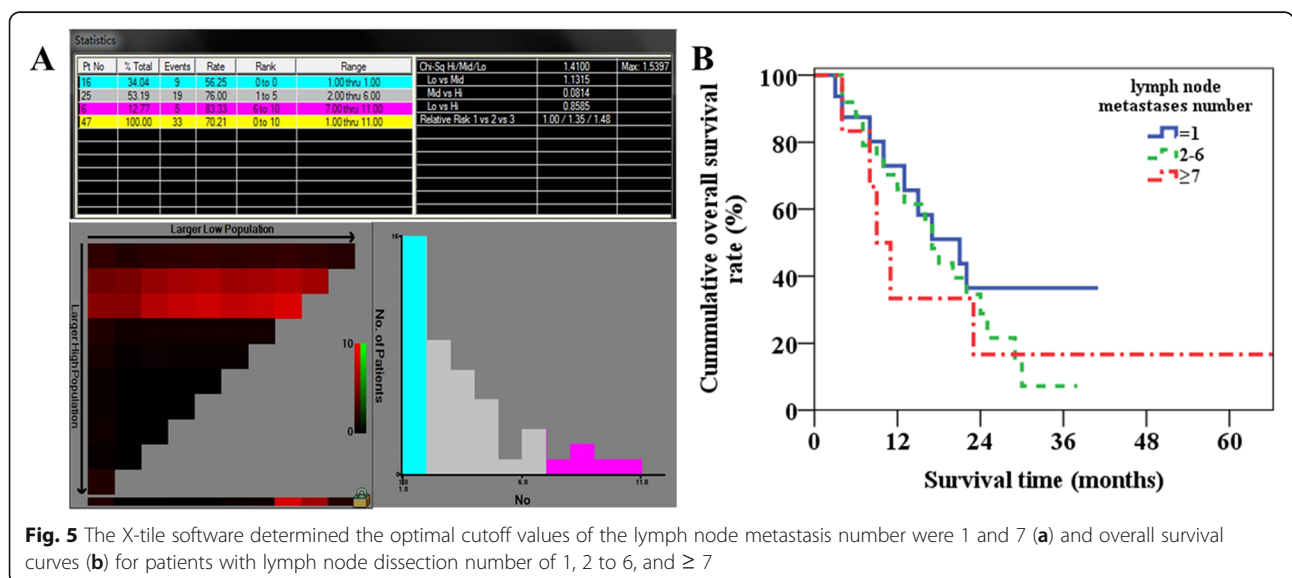 A
Statistics
Pt No % Total Events Rate Rank Range
16 34.04 9 56.25 0 to 0 1.00 thru 1.00
25 53.19 19 76.00 1 to 5 2.00 thru 6.00
6 12.77 5 83.33 6 to 10 7.00 thru 11.00
47 100.00 33 70.21 0 to 10 1.00 thru 11.00
Chi-Sq Hi/Mid/Lo 1.4100 Max: 1.5397
Lo vs Mid 1.1315
Mid vs Hi 0.0814
Lo vs Hi 0.8585
Relative Risk 1 vs 2 vs 3 1.00 / 1.35 / 1.48
Larger Low Population
Larger High Population
10
0
No. of Patients
16
0
1.0
6.0
11.0
No
B
Cummulative overall survival
rate (%)
100
80
60
40
20
0
lymph node
metastases number
=1
2-6
≥7
0 12 24 36 48 60
Survival time (months)
Fig. 5 The X-tile software determined the optimal cutoff values of the lymph node metastasis number were 1 and 7 (a) and overall survival
curves (b) for patients with lymph node dissection number of 1, 2 to 6, and ≥ 7